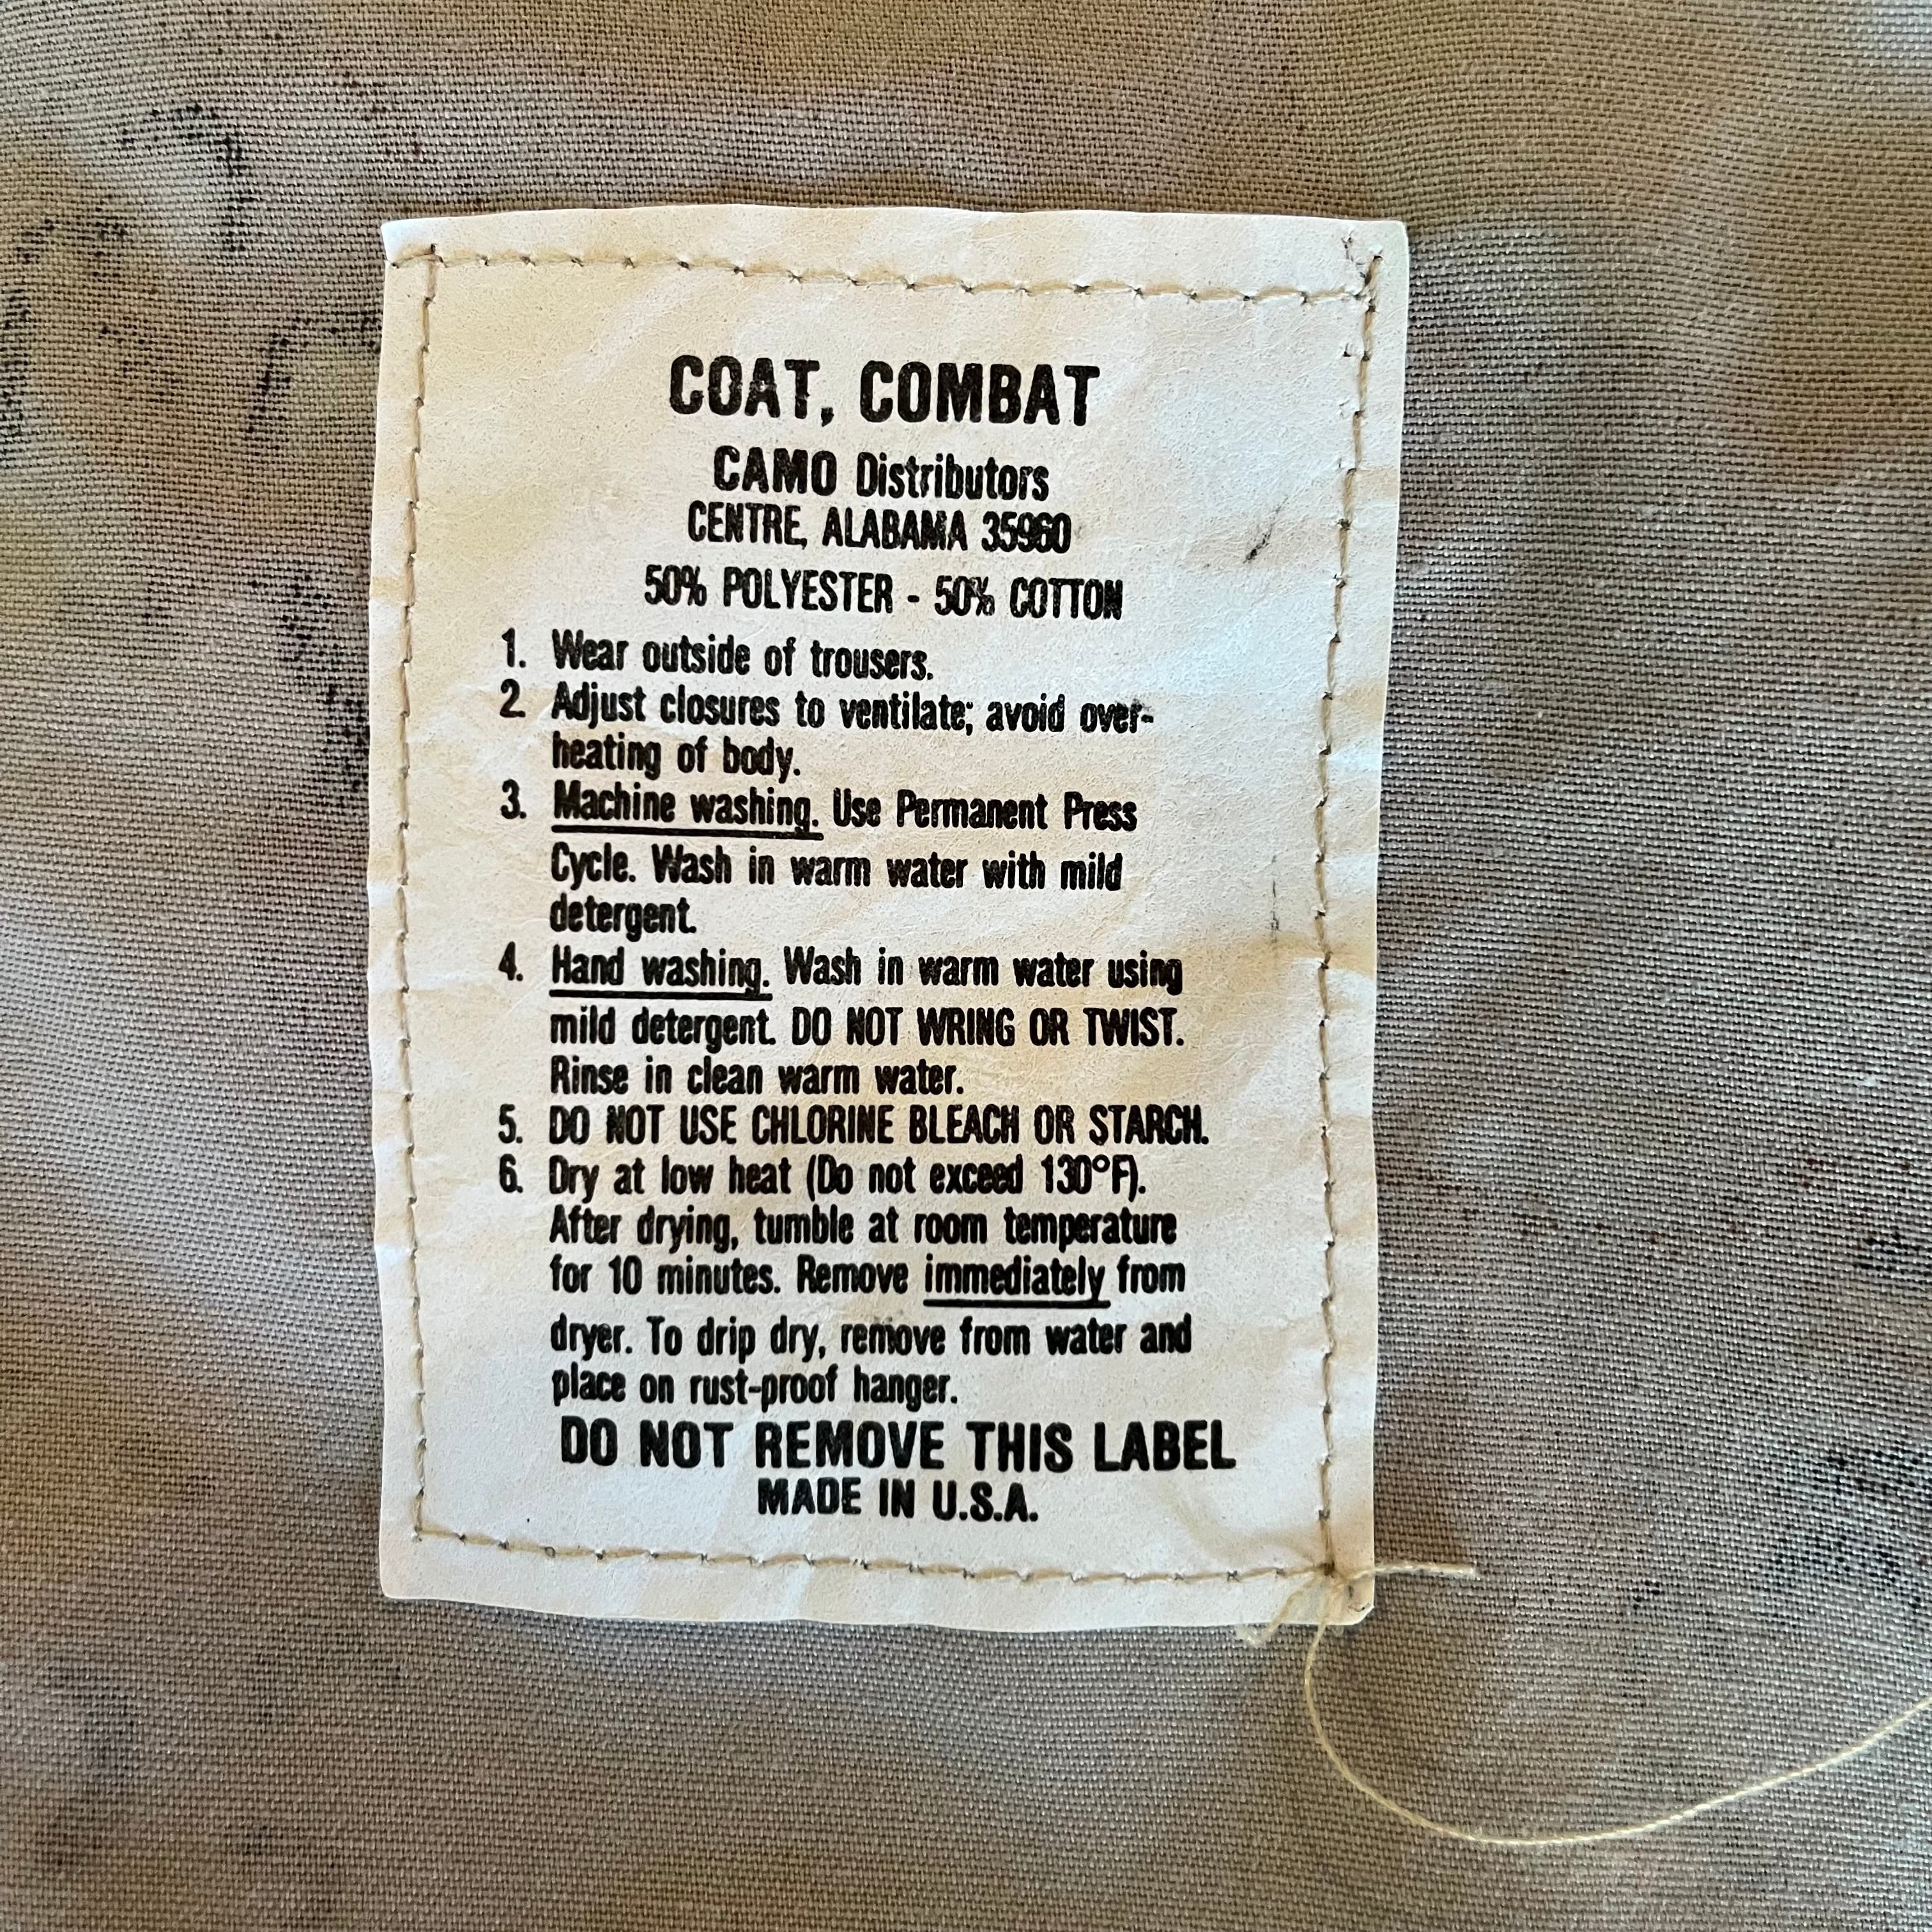 COAT, COMBAT
CAMO Distributors
CENTRE, ALABAMA 35960
50% POLYESTER - 50% COTTON
1. Wear outside of trousers.
2. Adjust closures to ventilate; avoid over-
heating of body.
3. Machine washing. Use Permanent Press
Cycle. Wash in warm water with mild
detergent.
4. Hand washing. Wash in warm water using
mild detergent. DO NOT WRING OR TWIST.
Rinse in clean warm water.
5. DO NOT USE CHLORINE BLEACH OR STARCH.
6. Dry at low heat (Do not exceed 130°F).
After drying, tumble at room temperature
for 10 minutes. Remove immediately from
dryer. To drip dry, remove from water and
place on rust-proof hanger.
DO NOT REMOVE THIS LABEL
MADE IN U.S.A.